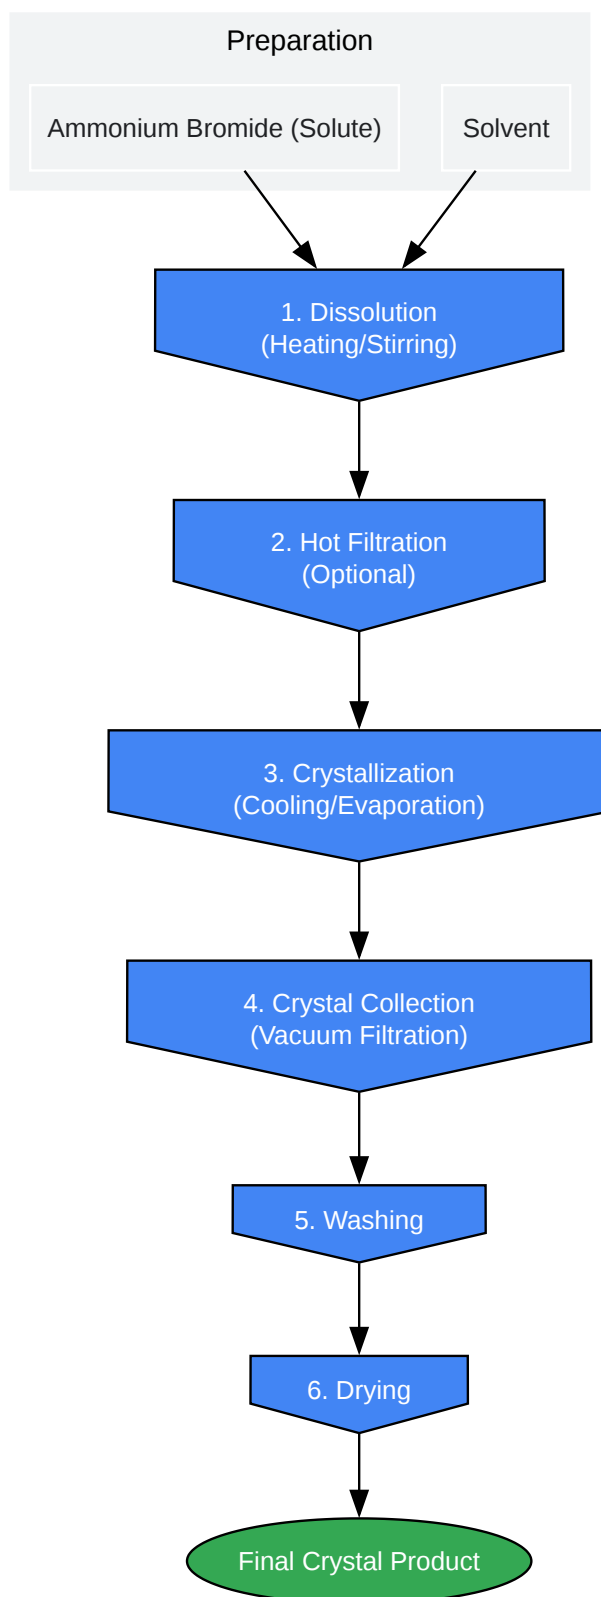 Preparation
Ammonium Bromide (Solute)
Solvent
1. Dissolution
(Heating/Stirring)
2. Hot Filtration
(Optional)
3. Crystallization
(Cooling/Evaporation)
4. Crystal Collection
(Vacuum Filtration)
5. Washing
6. Drying
Final Crystal Product